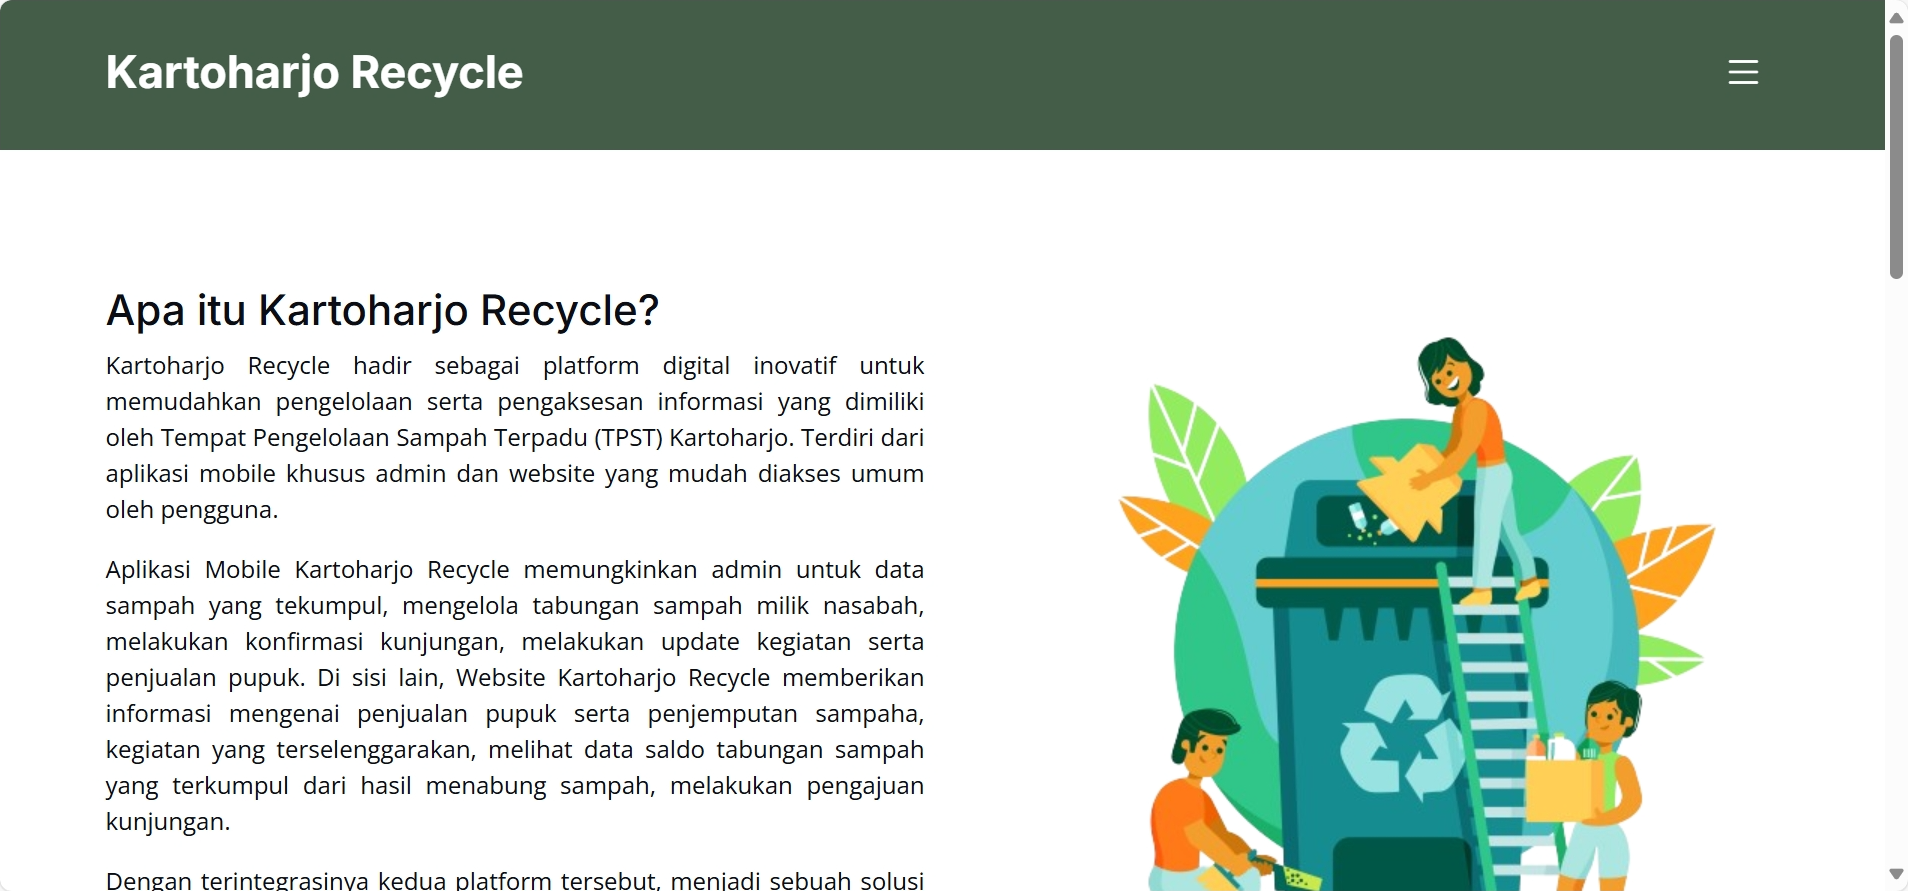 Kartoharjo Recycle
Apa itu Kartoharjo Recycle?
Kartoharjo Recycle hadir sebagai platform digital inovatif untuk
memudahkan pengelolaan serta pengaksesan informasi yang dimiliki
oleh Tempat Pengelolaan Sampah Terpadu (TPST) Kartoharjo. Terdiri dari
aplikasi mobile khusus admin dan website yang mudah diakses umum
oleh pengguna.
Aplikasi Mobile Kartoharjo Recycle memungkinkan admin untuk data
sampah yang tekumpul, mengelola tabungan sampah milik nasabah,
melakukan konfirmasi kunjungan, melakukan update kegiatan serta
penjualan pupuk. Di sisi lain, Website Kartoharjo Recycle memberikan
informasi mengenai penjualan pupuk serta penjemputan sampaha,
kegiatan yang terselenggarakan, melihat data saldo tabungan sampah
yang terkumpul dari hasil menabung sampah, melakukan pengajuan
kunjungan.
Dengan terintegrasinya kedua platform tersebut, menjadi sebuah solusi